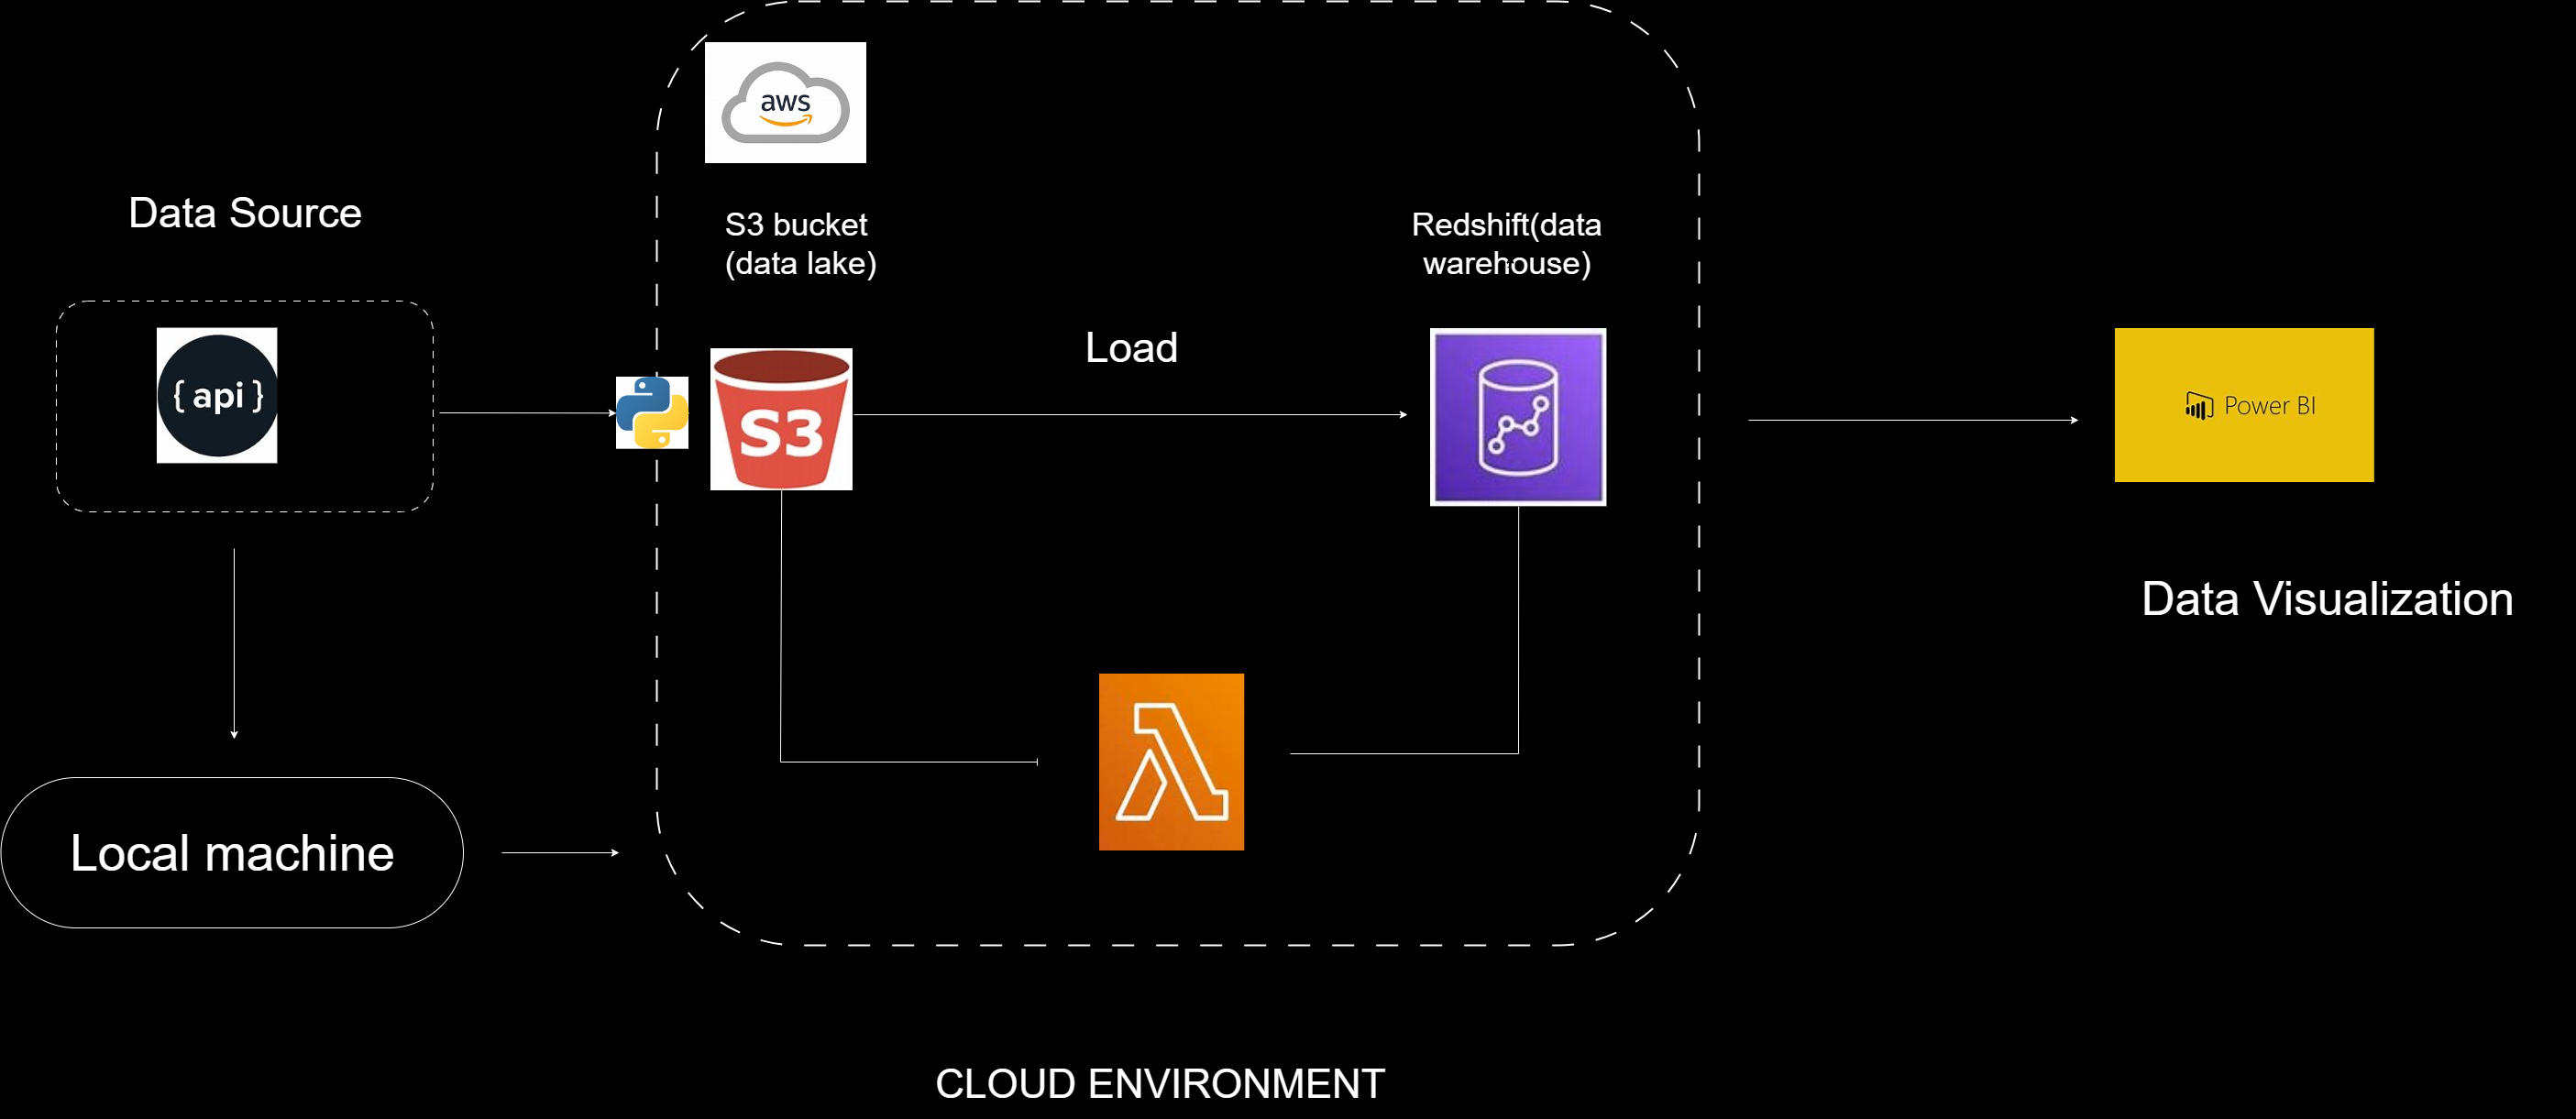 aws
Data Source
S3 bucket
(data lake)
Redshift(data
warehouse)
{ api }
Load
S3
Power BI
Data Visualization
Local machine
CLOUD ENVIRONMENT